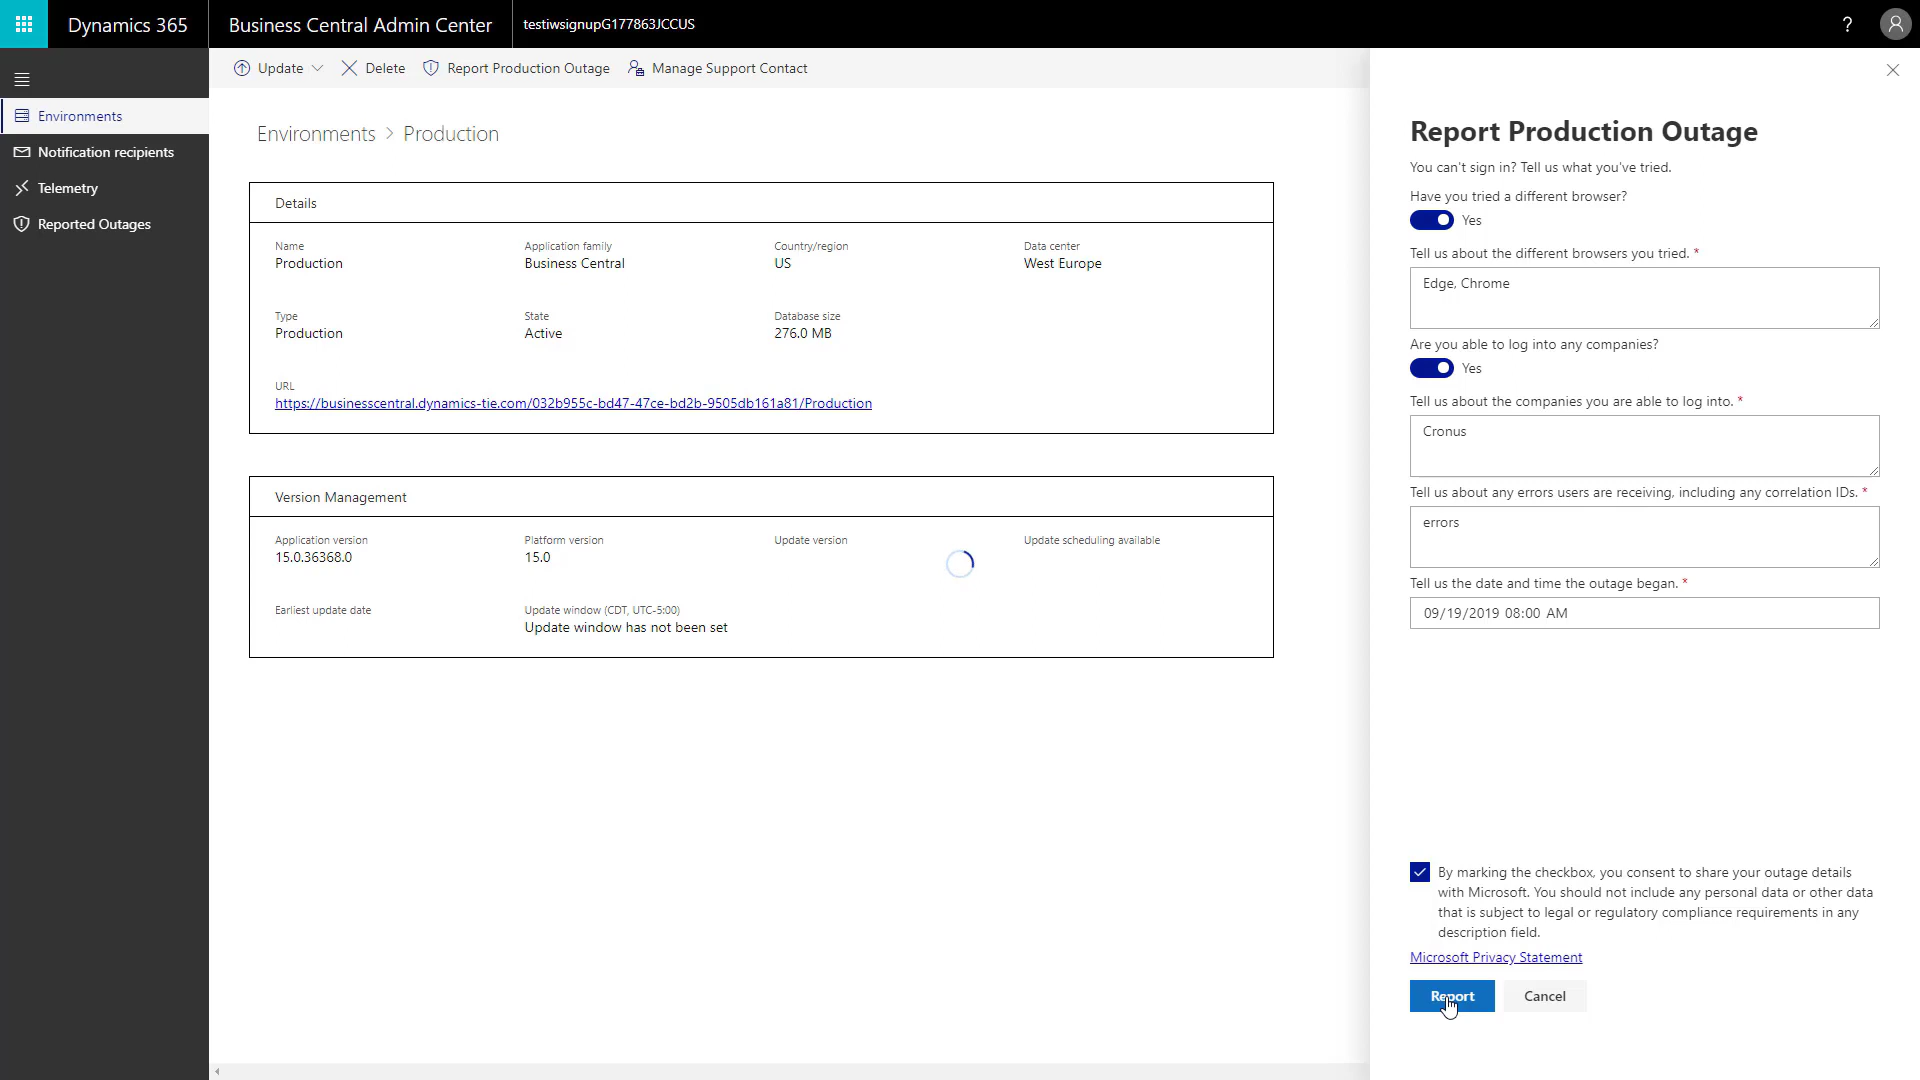 Dynamics 365
Business Central Admin Center
testiwsignupG177863JCCUS
?
Update
Delete
Report Production Outage
Manage Support Contact
Environments
Notification recipients
Telemetry
Reported Outages
Environments > Production
Details
Name
Application family
Country/region
Data center
Production
Business Central
US
West Europe
Type
State
Database size
Production
Active
276.0 MB
URL
https://businesscentral.dynamics-tie.com/032b955c-bd47-47ce-bd2b-9505db161a81/Production
Version Management
Application version
Platform version
Update version
Update scheduling available
15.0.36368.0
15.0
Earliest update date
Update window (CDT, UTC-5:00)
Update window has not been set
Report Production Outage
You can't sign in? Tell us what you've tried.
Have you tried a different browser?
Yes
Tell us about the different browsers you tried. *
Edge, Chrome
Are you able to log into any companies?
Yes
Tell us about the companies you are able to log into. *
Cronus
Tell us about any errors users are receiving, including any correlation IDs. *
errors
Tell us the date and time the outage began. *
09/19/2019 08:00 AM
By marking the checkbox, you consent to share your outage details
with Microsoft. You should not include any personal data or other data
that is subject to legal or regulatory compliance requirements in any
description field.
Microsoft Privacy Statement
Report
Cancel